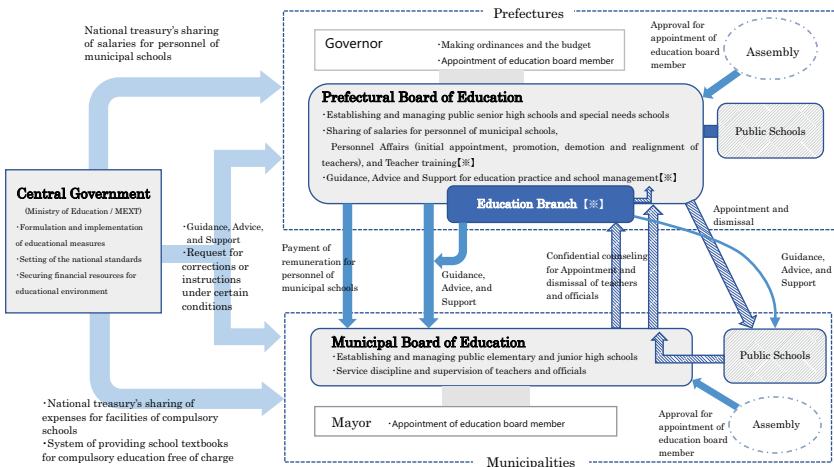 Prefectures
National treasury's sharing
of salaries for personnel of
municipal schools
Governor
・Making ordinances and the budget
・Appointment of education board member
Approval for
appointment of
education board
member
Assembly
Prefectural Board of Education
・Establishing and managing public senior high schools and special needs schools
・Sharing of salaries for personnel of municipal schools,
Personnel Affairs (initial appointment, promotion, demotion and realignment of
teachers), and Teacher training【※】
・Guidance, Advice and Support for education practice and school management【※】
Public Schools
Education Branch【※】
Central Government
(Ministry of Education / MEXT)
・Formulation and implementation
of educational measures
・Setting of the national standards
・Securing financial resources for
educational environment
・Guidance, Advice,
and Support
・Request for
corrections or
instructions
under certain
conditions
Payment of
remuneration for
personnel of
municipal schools
Guidance,
Advice, and
Support
Confidential counseling
for Appointment and
dismissal of teachers
and officials
Appointment and
dismissal
Guidance,
Advice, and
Support
Municipal Board of Education
・Establishing and managing public elementary and junior high schools
・Service discipline and supervision of teachers and officials
Public Schools
Mayor
・Appointment of education board member
Approval for
appointment of
education board
member
Assembly
・National treasury's sharing of
expenses for facilities of compulsory
schools
・System of providing school textbooks
for compulsory education free of charge
Municipalities